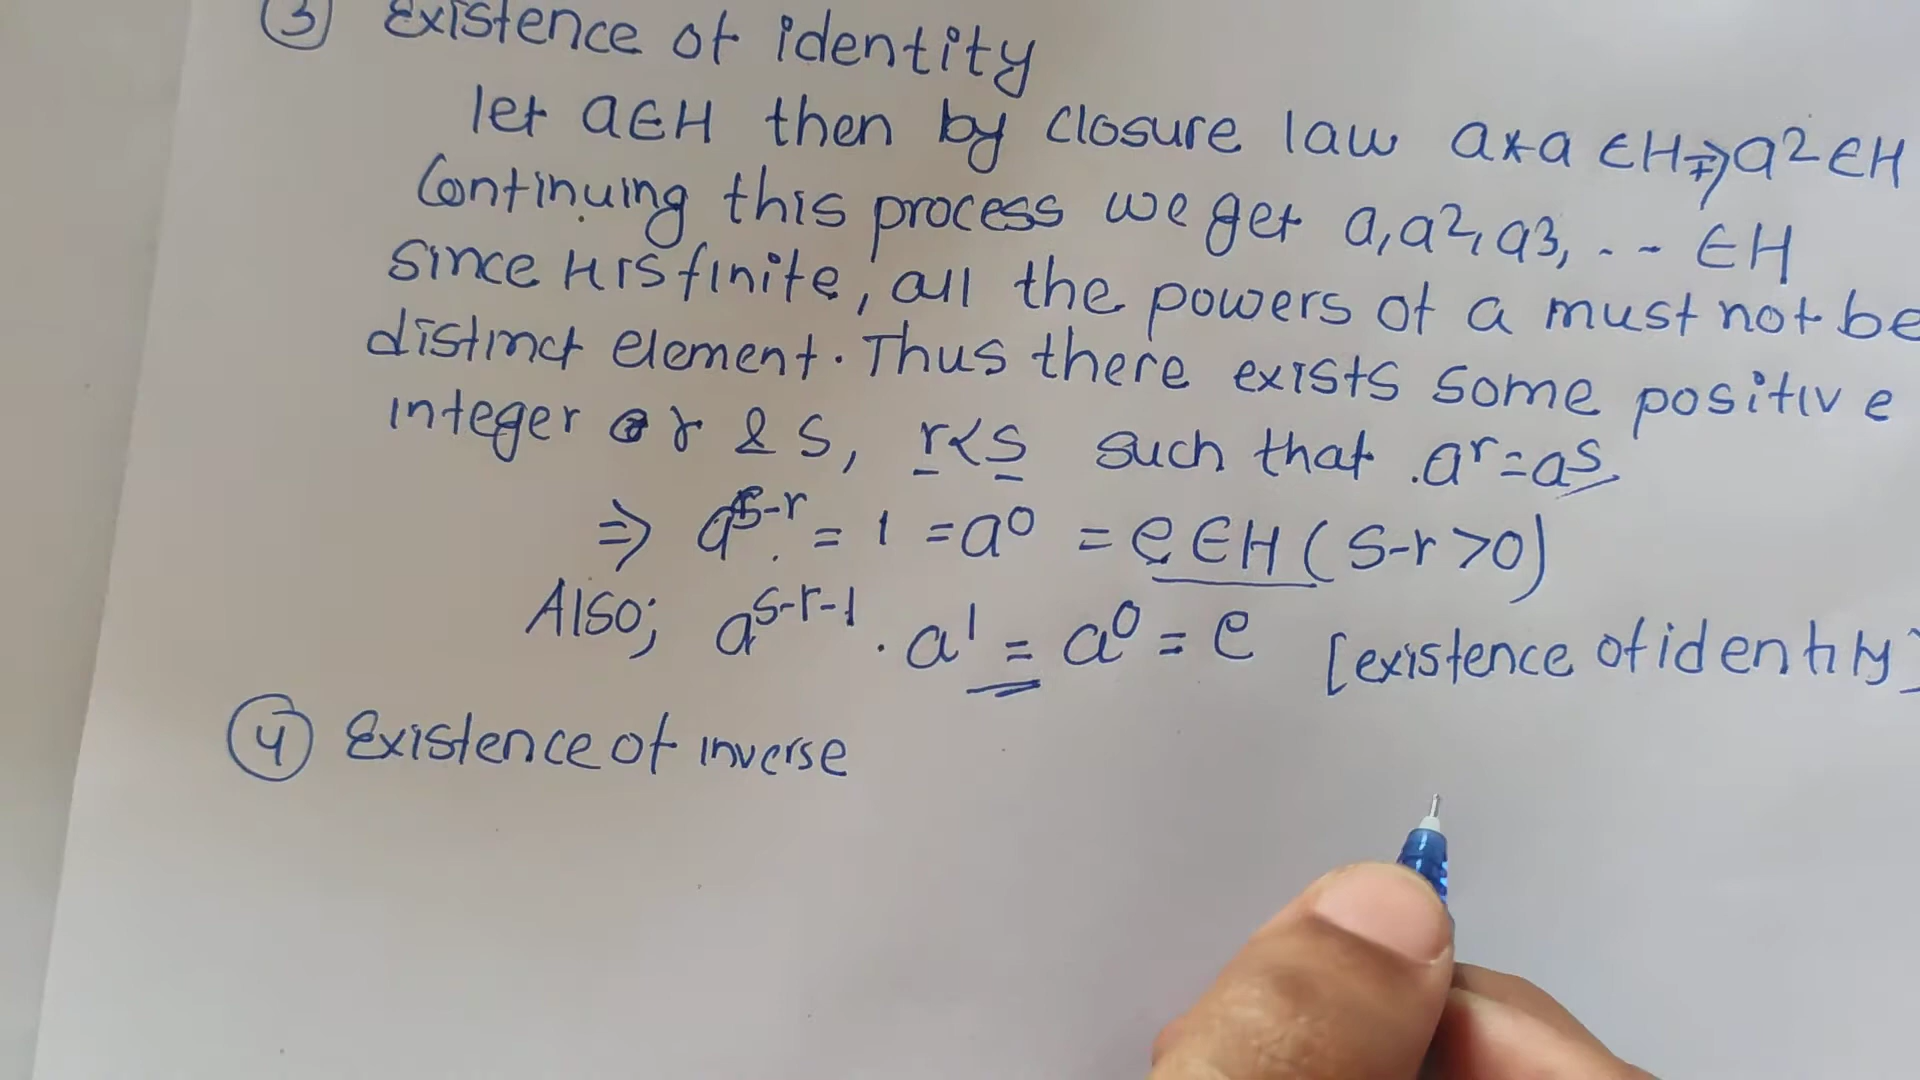 ③ Existence of identity
let a∈H then by closure law a*a ∈H⇒a² ∈H
Continuing this process we get a, a², a3, . . - ∈H
since H is finite, all the powers of a must not be
distinct element. Thus there exists some positive
integer r & s, r<s such that a^r = a^s
⇒ a^s-r = 1 = a⁰ = e ∈H (s-r>0)
Also; a^s-r-1 . a¹ = a⁰ = e [existence of identity]
④ Existence of inverse